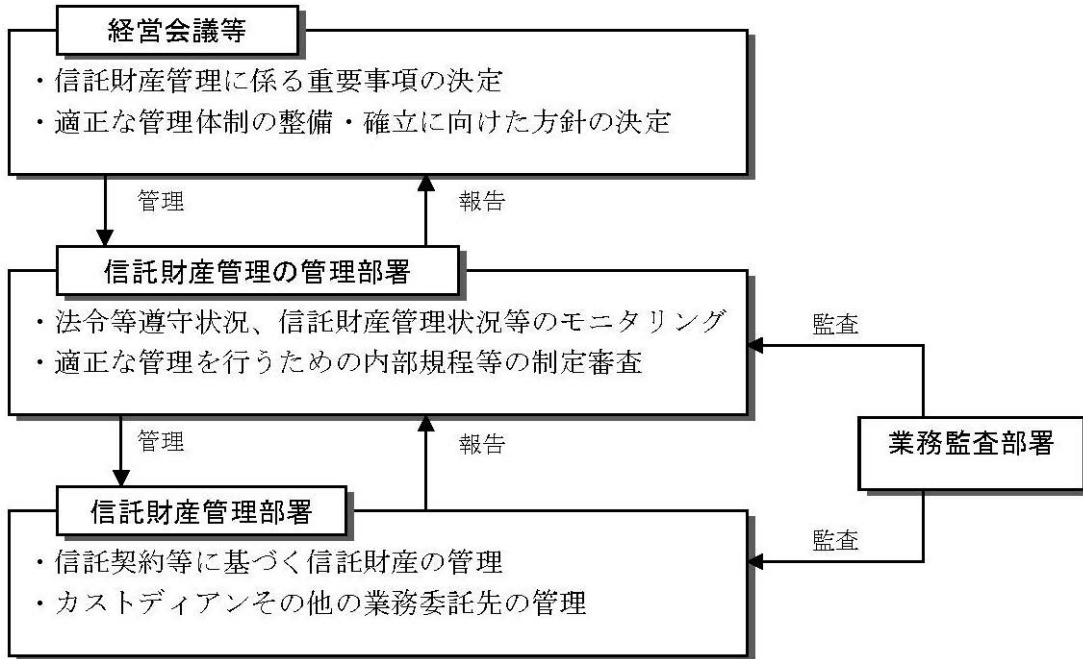 経営会議等
・信託財産管理に係る重要事項の決定
・適正な管理体制の整備・確立に向けた方針の決定
管理
報告
信託財産管理の管理部署
・法令等遵守状況、信託財産管理状況等のモニタリング
・適正な管理を行うための内部規程等の制定審査
監査
管理
報告
業務監査部署
信託財産管理部署
・信託契約等に基づく信託財産の管理
・カストディアンその他の業務委託先の管理
監査